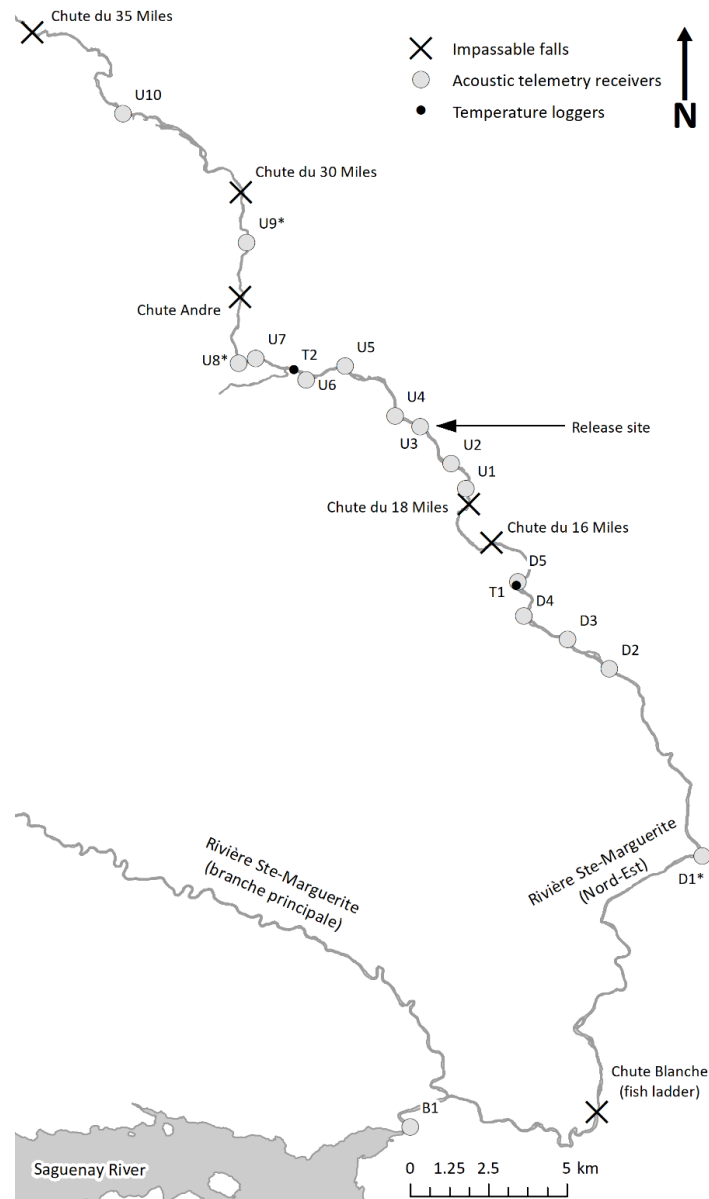 Chute du 35 Miles
Impassable falls
Acoustic telemetry receivers
Temperature loggers
N
U10
Chute du 30 Miles
U9*
Chute Andre
U7
T2
U5
U8*
U6
U4
U3
Release site
U2
U1
Chute du 18 Miles
Chute du 16 Miles
D5
T1
D4
D3
D2
Rivière Ste-Marguerite
(branche principale)
Rivière Ste-Marguerite
(Nord-Est)
D1*
Chute Blanche
(fish ladder)
B1
Saguenay River
0 1.25 2.5 5 km